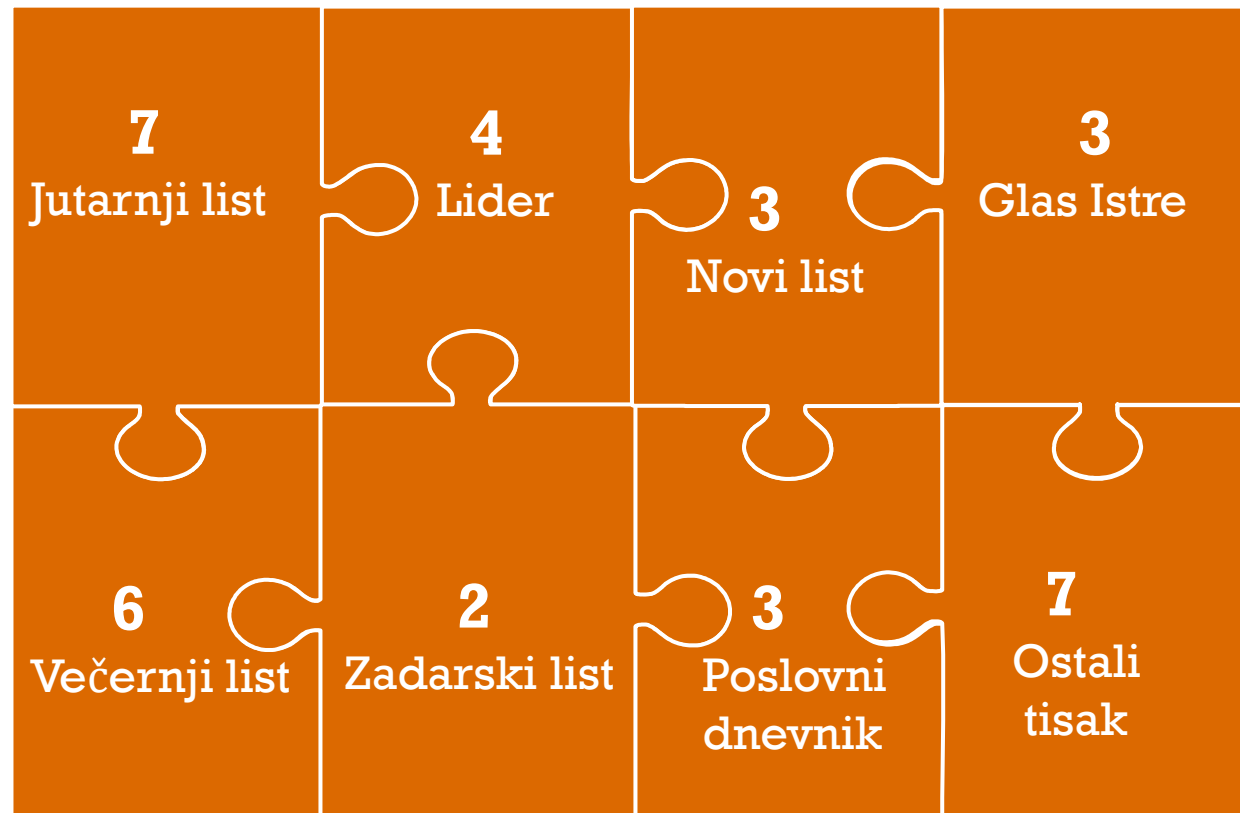 7
Jutarnji list
4
Lider
3
Novi list
3
Glas Istre
6
Večernji list
2
Zadarski list
3
Poslovni
dnevnik
7
Ostali
tisak